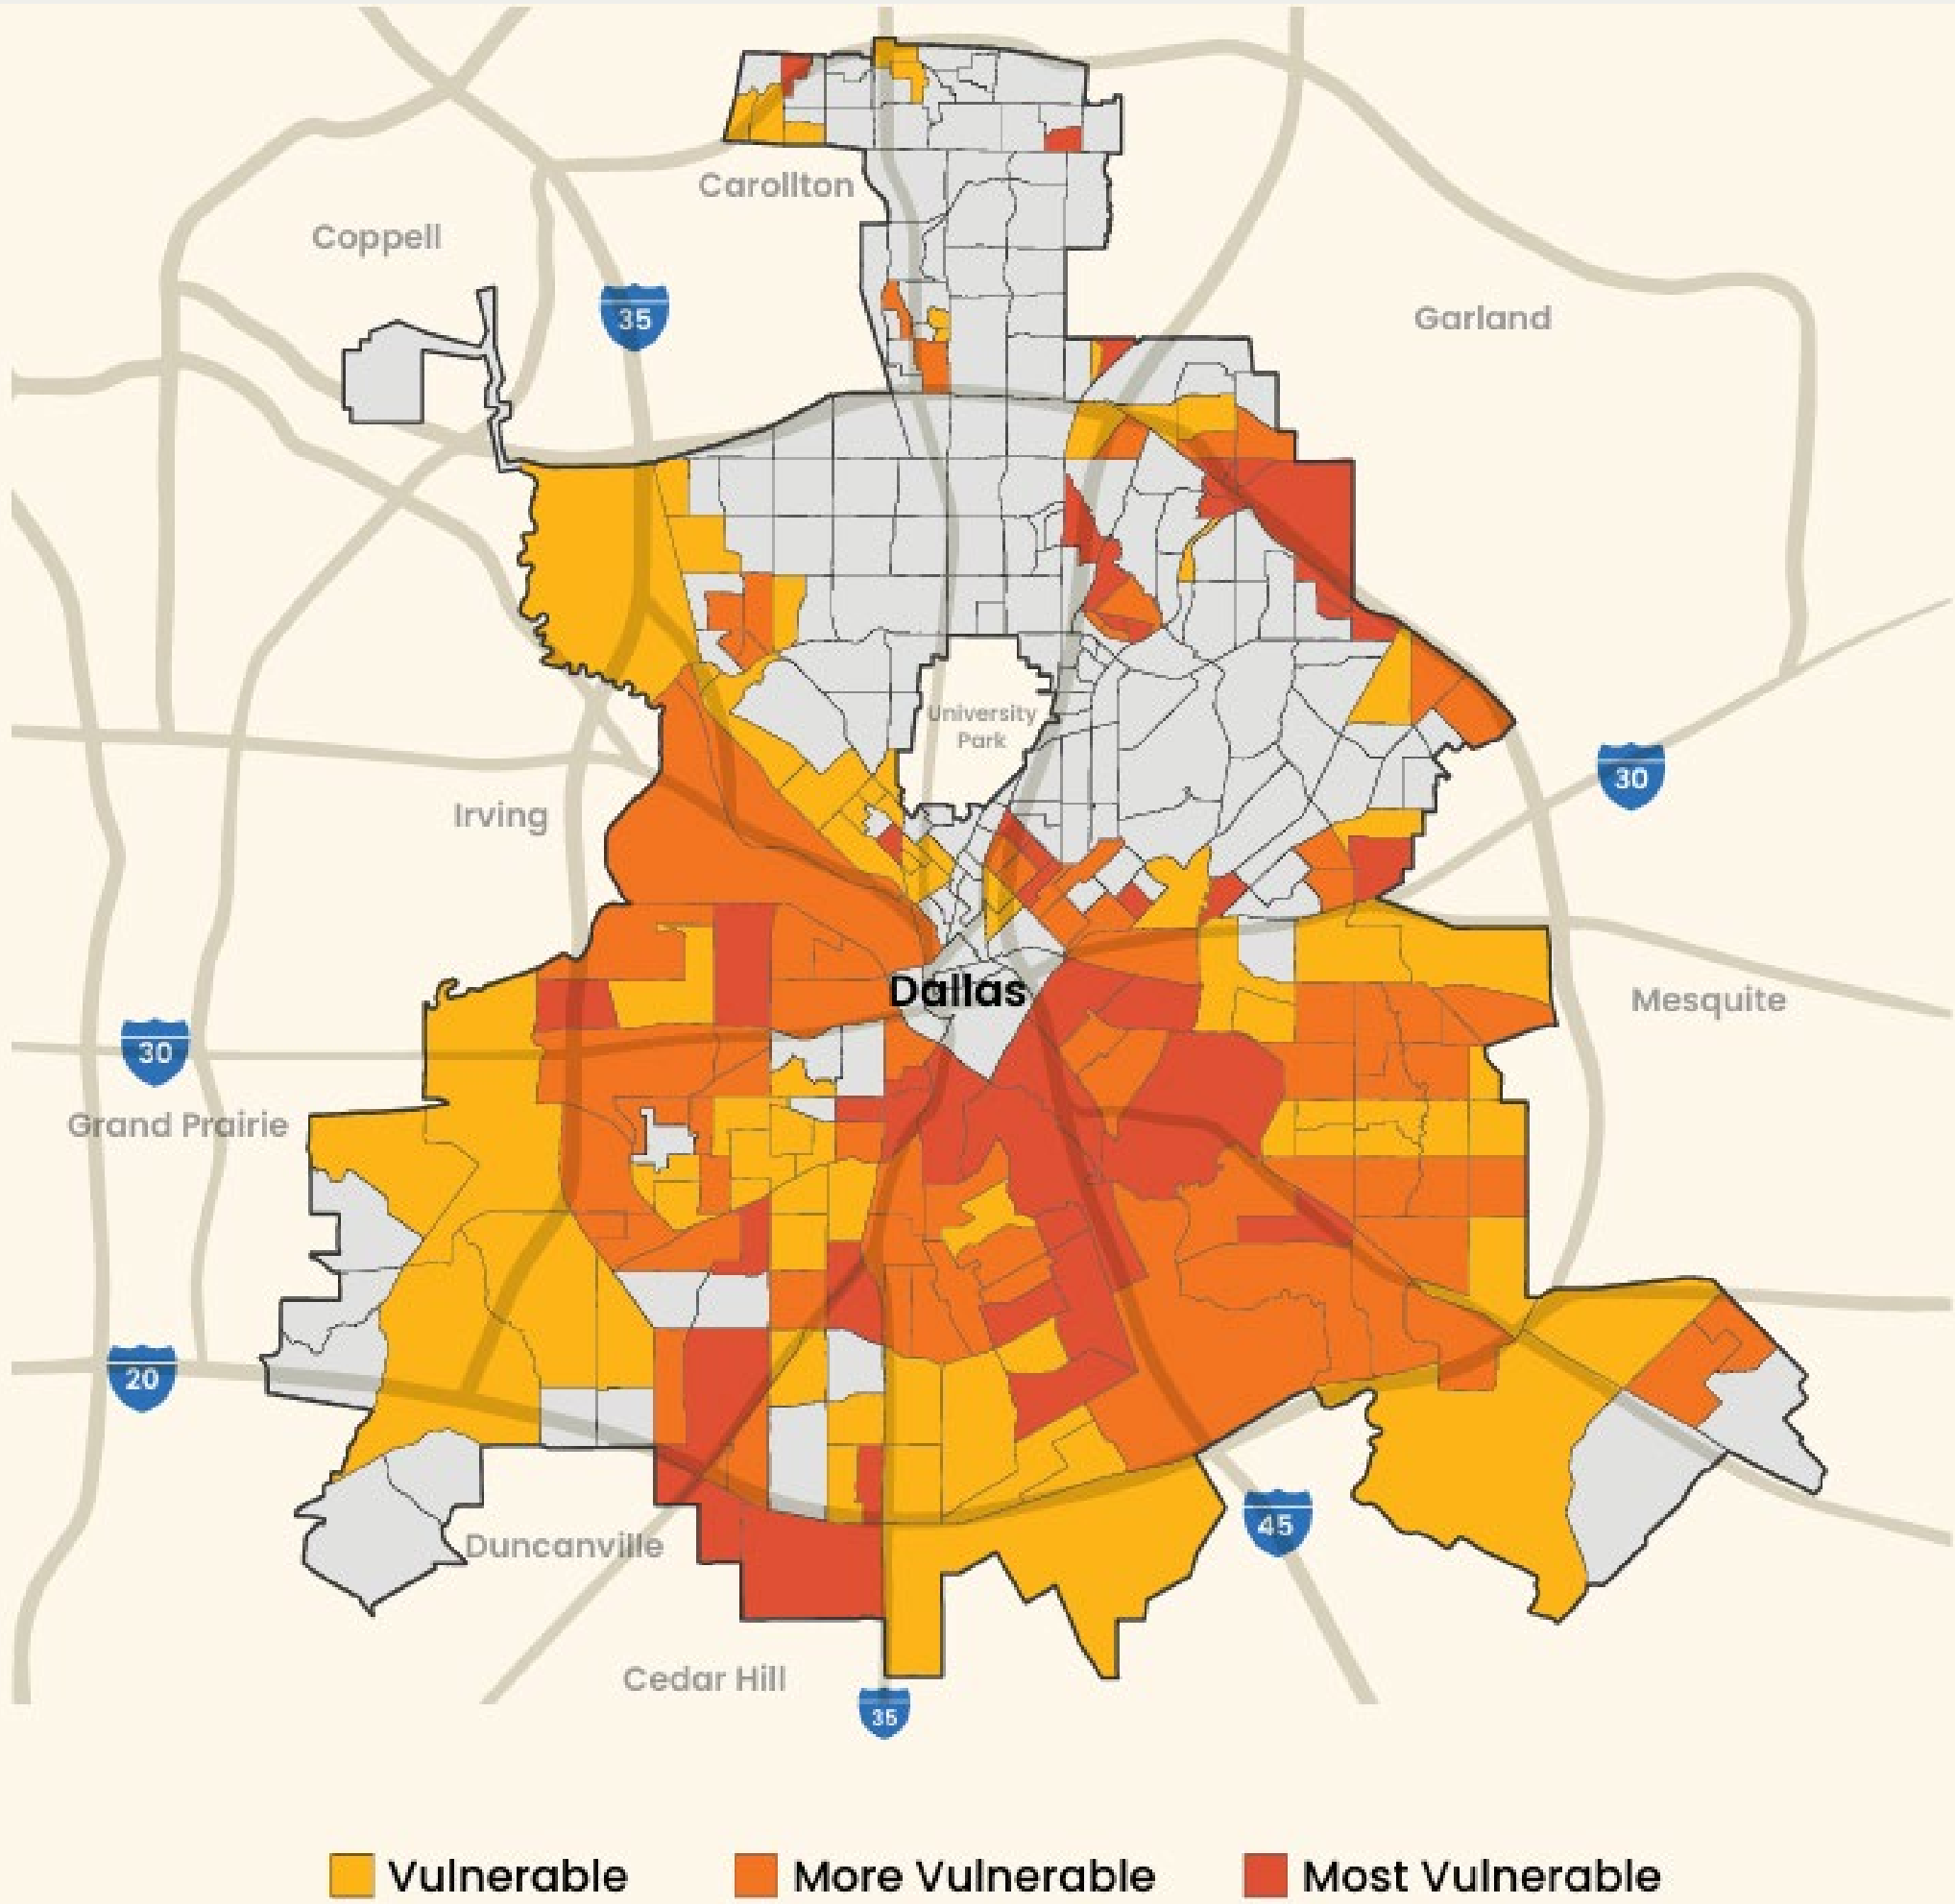 Carollton
Coppell
35
Garland
University
Park
30
Irving
Dallas
Mesquite
30
Grand Prairie
20
45
Duncanville
Cedar Hill
35
Vulnerable
More Vulnerable
Most Vulnerable